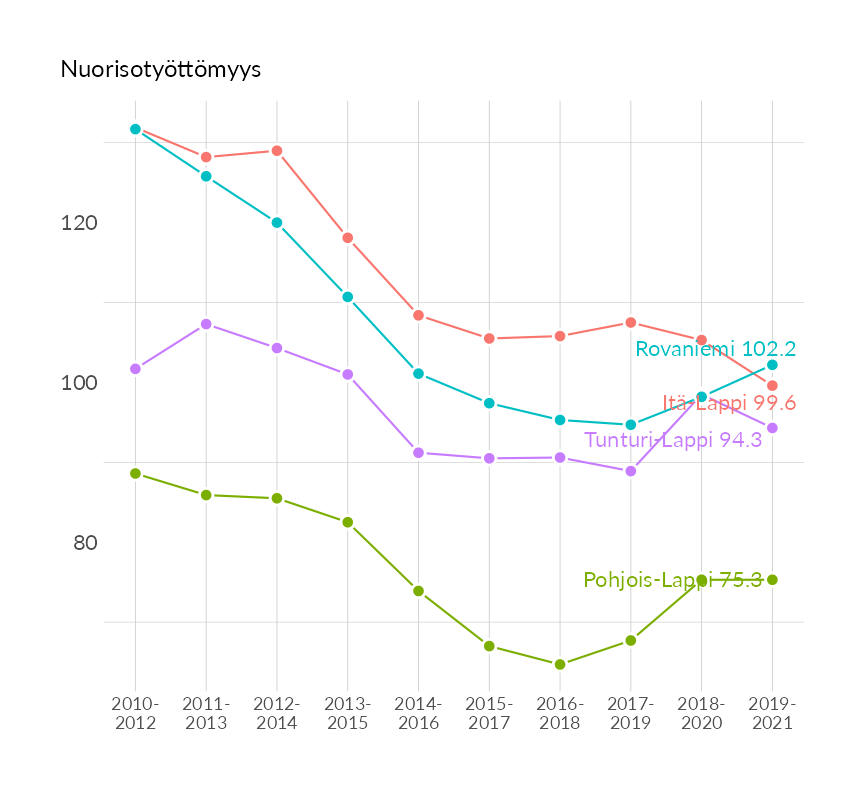 Nuorisotyöttömyys
120
100
80
Rovaniemi 102.2
Itä-Lappi 99.6
Tunturi-Lappi 94.3
Pohjois-Lappi 75.3
2010- 2011- 2012- 2013- 2014- 2015- 2016- 2017- 2018- 2019-
2012 2013 2014 2015 2016 2017 2018 2019 2020 2021